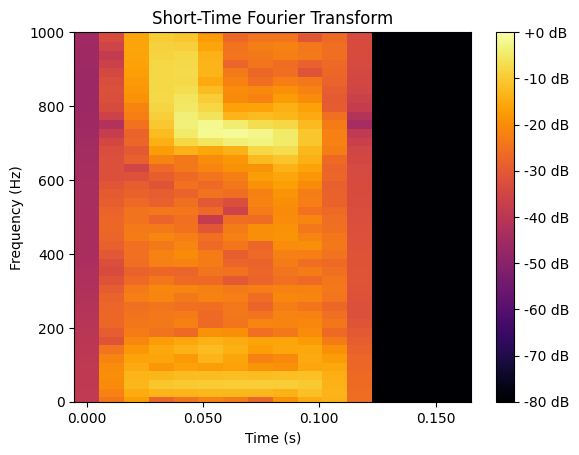 Short-Time Fourier Transform
1000
800
600
400
200
0
Frequency (Hz)
0.000
0.050
0.100
0.150
Time (s)
+0 dB
-10 dB
-20 dB
-30 dB
-40 dB
-50 dB
-60 dB
-70 dB
-80 dB